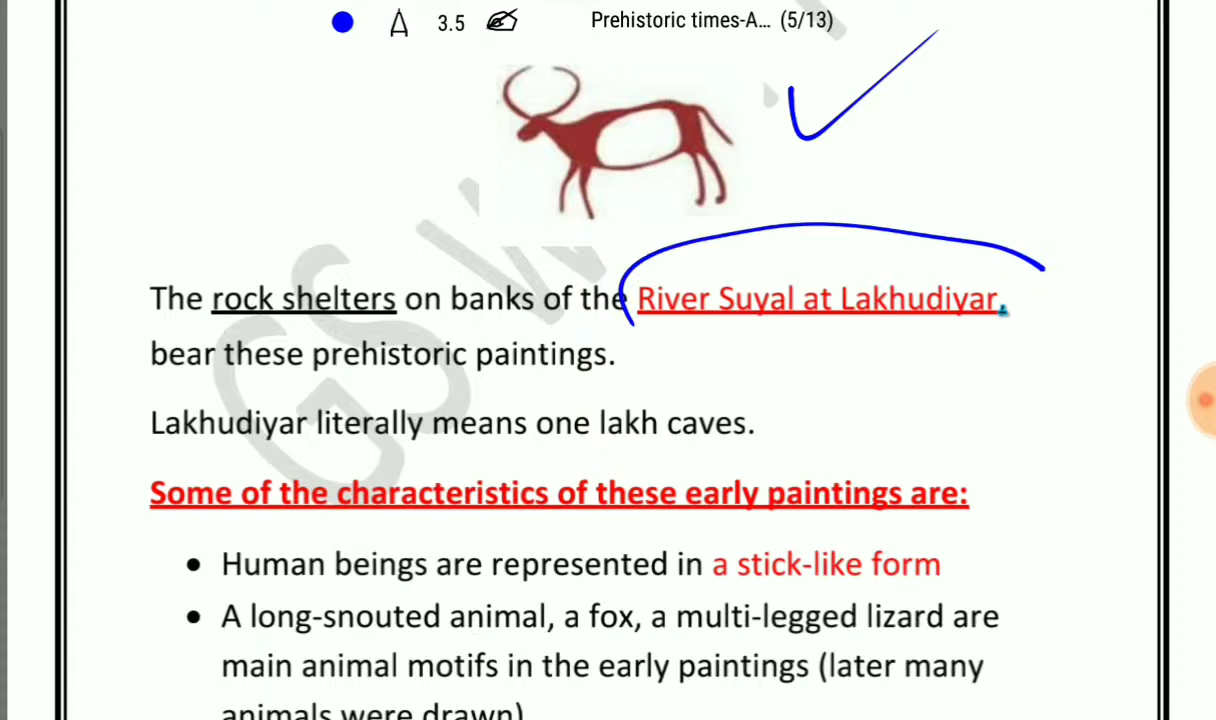 3.5 Prehistoric times-A... (5/13)
The rock shelters on banks of the River Suyal at Lakhudiyar,
bear these prehistoric paintings.
Lakhudiyar literally means one lakh caves.
Some of the characteristics of these early paintings are:
• Human beings are represented in a stick-like form
• A long-snouted animal, a fox, a multi-legged lizard are
main animal motifs in the early paintings (later many
animals were drawn)